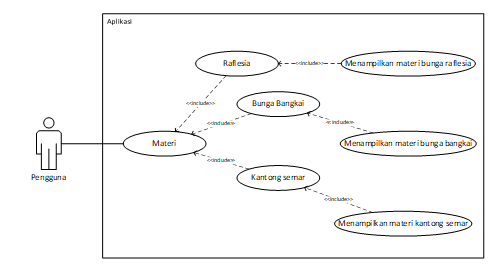 Aplikasi
Raflesia
<<include>>
Menampilkan materi bunga raflesia
<<include>>
Bunga Bangkai
<<include>>
<<include>>
Materi
Menampilkan materi bunga bangkai
<<include>>
Pengguna
Kantong semar
<<include>>
Menampilkan materi kantong semar